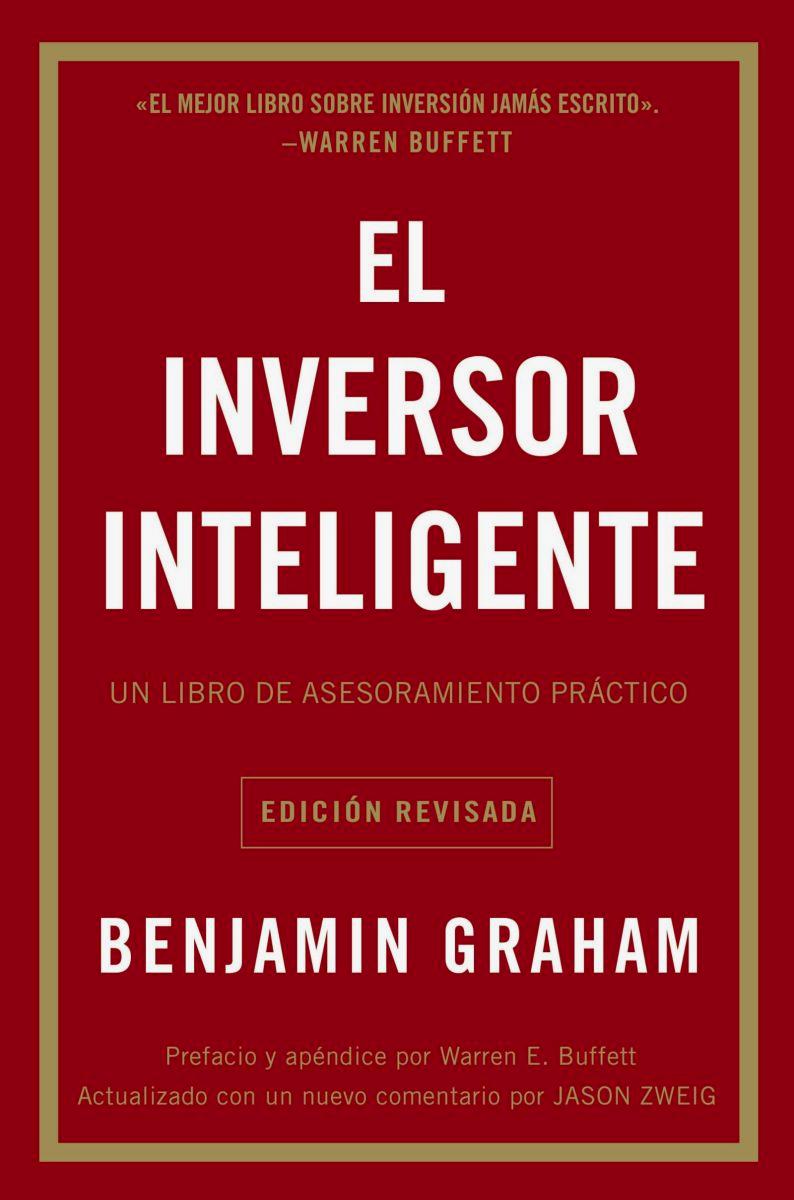 «EL MEJOR LIBRO SOBRE INVERSIÓN JAMÁS ESCRITO».
–WARREN BUFFETT
EL
INVERSOR
INTELIGENTE
UN LIBRO DE ASESORAMIENTO PRÁCTICO
EDICIÓN REVISADA
BENJAMIN GRAHAM
Prefacio y apéndice por Warren E. Buffett
Actualizado con un nuevo comentario por JASON ZWEIG